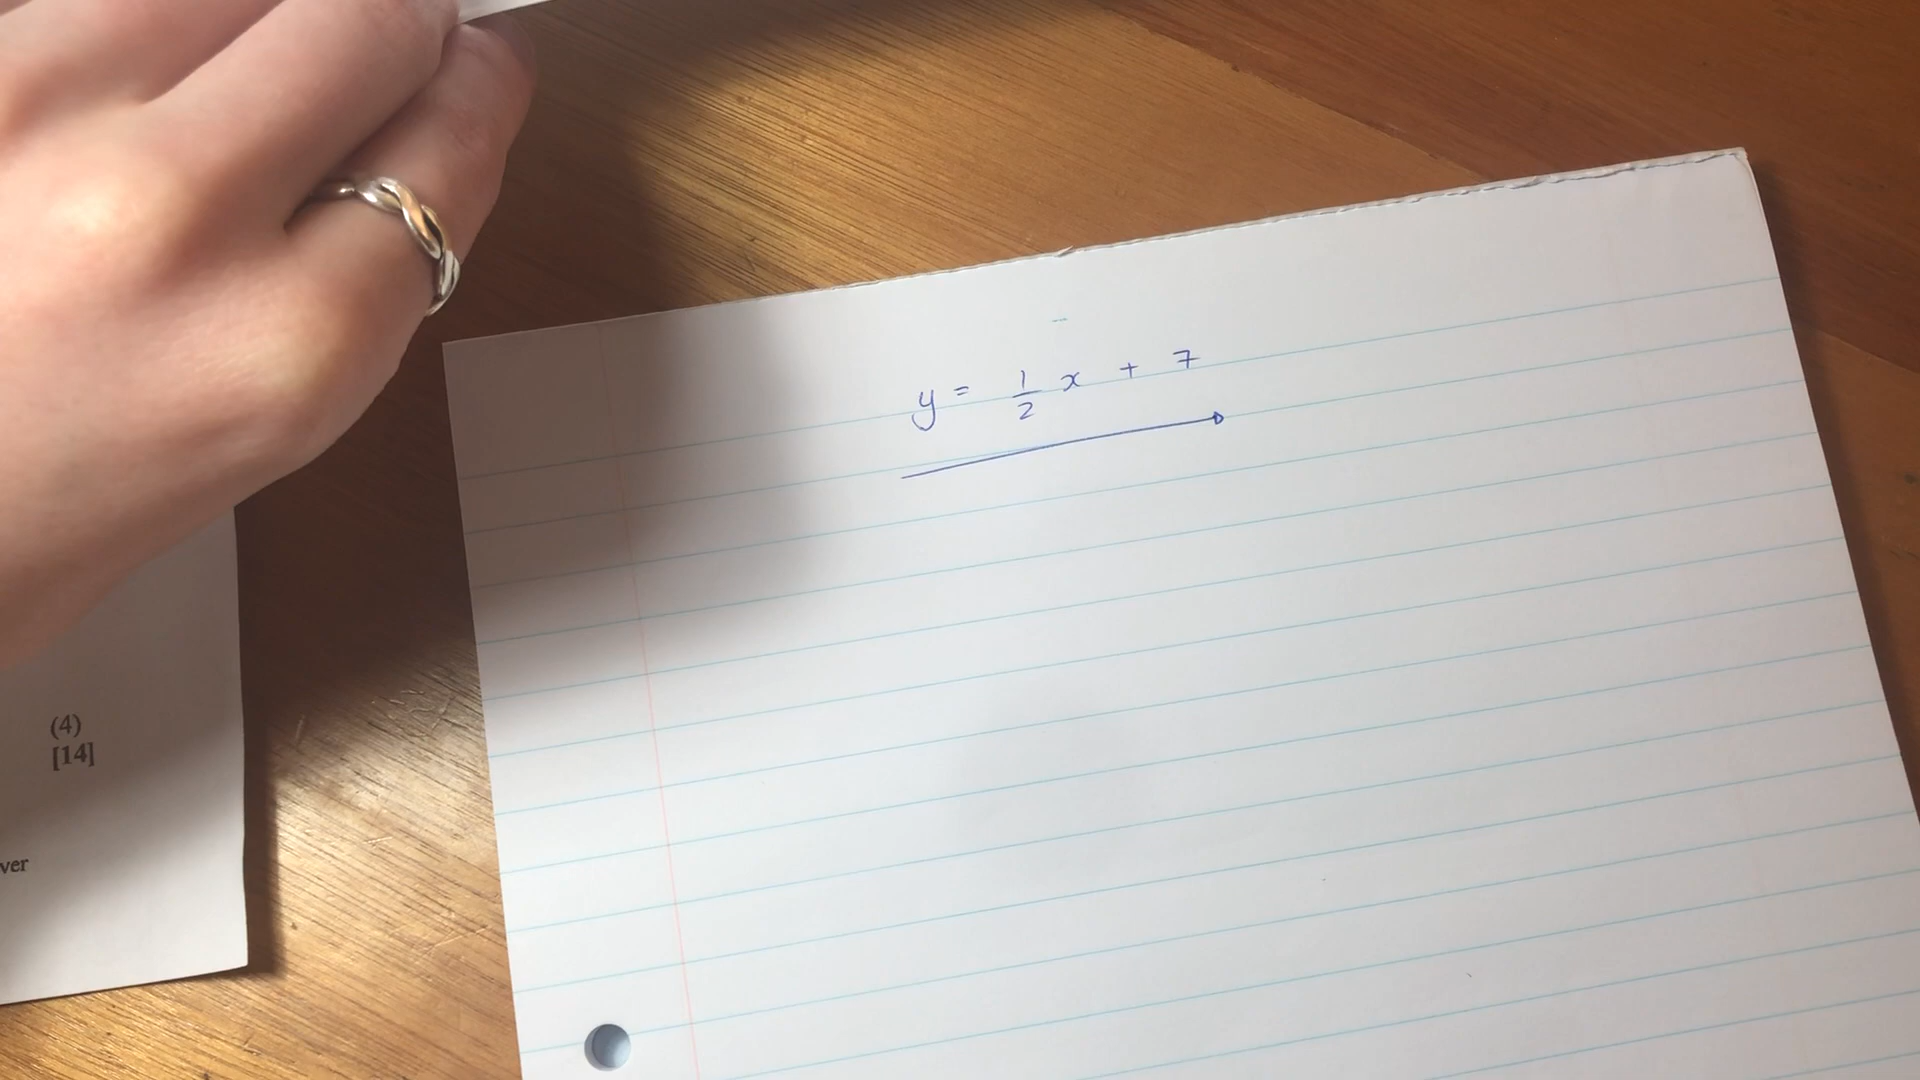 y = 1/2 x + 7
(4)
[14]
ver